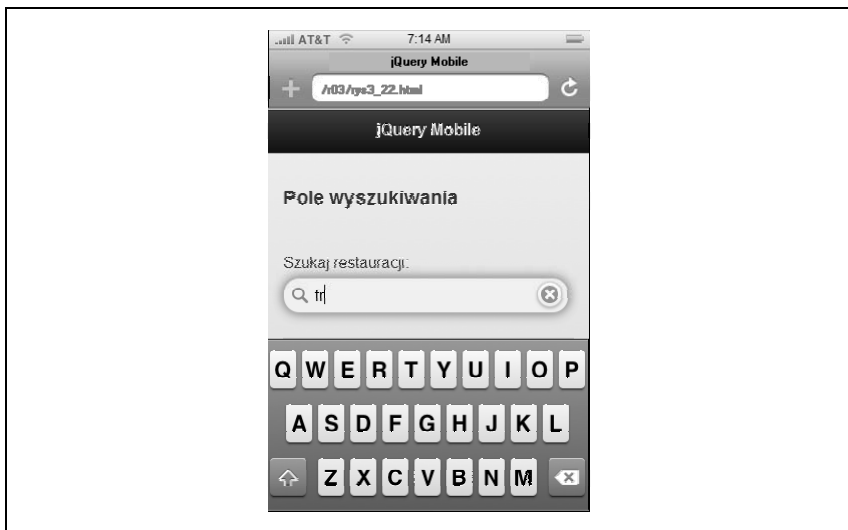 AT&T 7:14 AM
jQuery Mobile
/r03/rys3_22.html
jQuery Mobile
Pole wyszukiwania
Szukaj restauracji:
tr
Q W E R T Y U I O P
A S D F G H J K L
Z X C V B N M